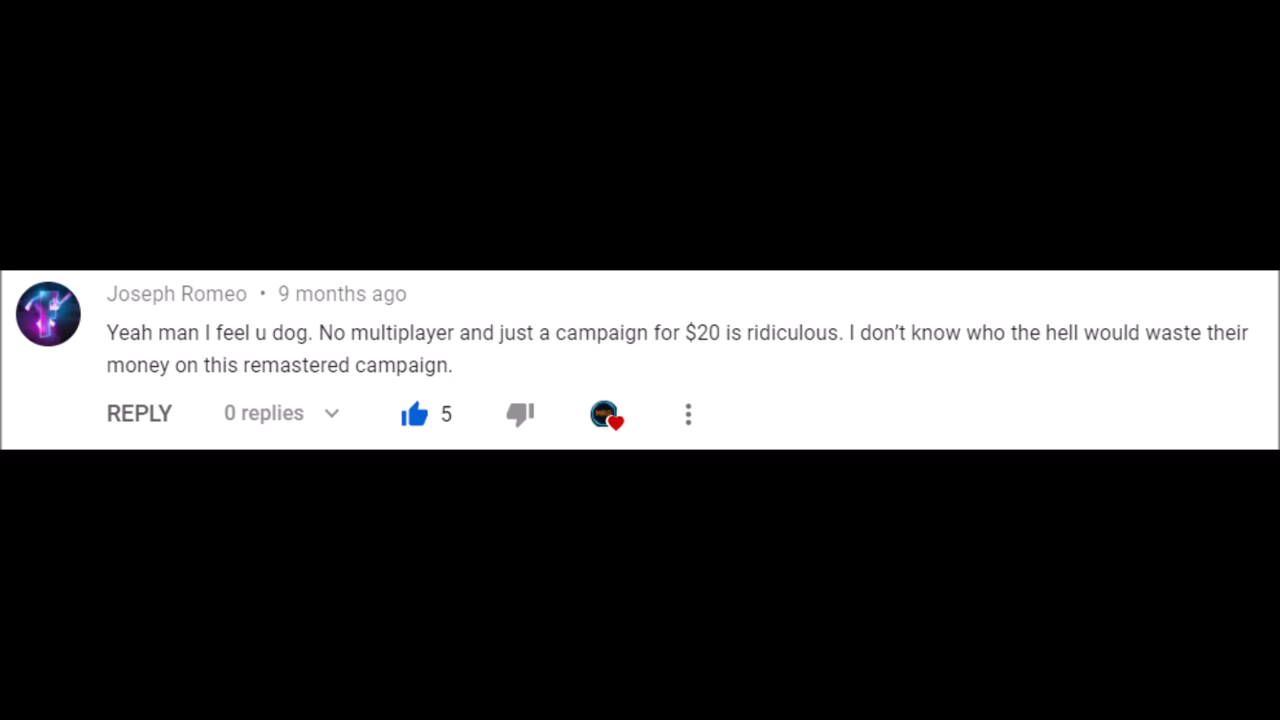 Joseph Romeo • 9 months ago
Yeah man I feel u dog. No multiplayer and just a campaign for $20 is ridiculous. I don’t know who the hell would waste their
money on this remastered campaign.
REPLY 0 replies 5